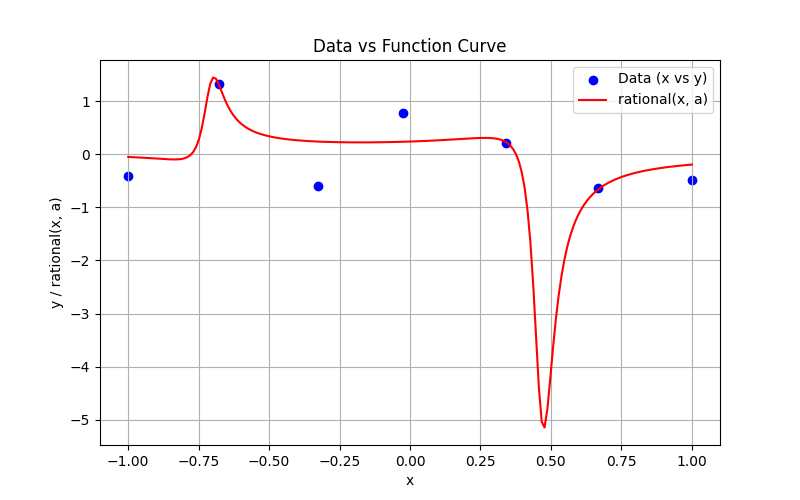 Data vs Function Curve
Data (x vs y)
rational(x, a)
y / rational(x, a)
1
0
−1
−2
−3
−4
−5
−1.00 −0.75 −0.50 −0.25 0.00 0.25 0.50 0.75 1.00
x